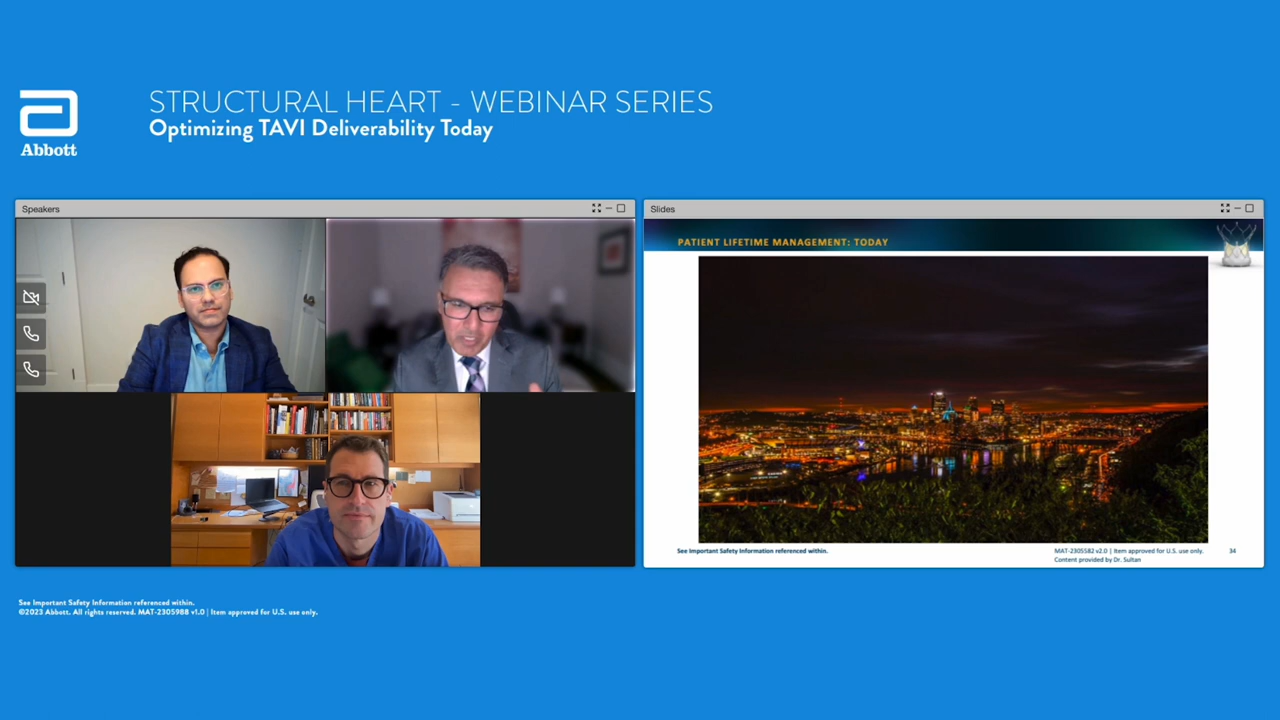 STRUCTURAL HEART - WEBINAR SERIES
Optimizing TAVI Deliverability Today
Abbott
Speakers
Slides
PATIENT LIFETIME MANAGEMENT: TODAY
See Important Safety Information referenced within.
MAT-2305582 v2.0 | Item approved for U.S. use only.
Content provided by Dr. Sultan
34
See Important Safety Information referenced within.
©2023 Abbott. All rights reserved. MAT-2305988 v1.0 | Item approved for U.S. use only.